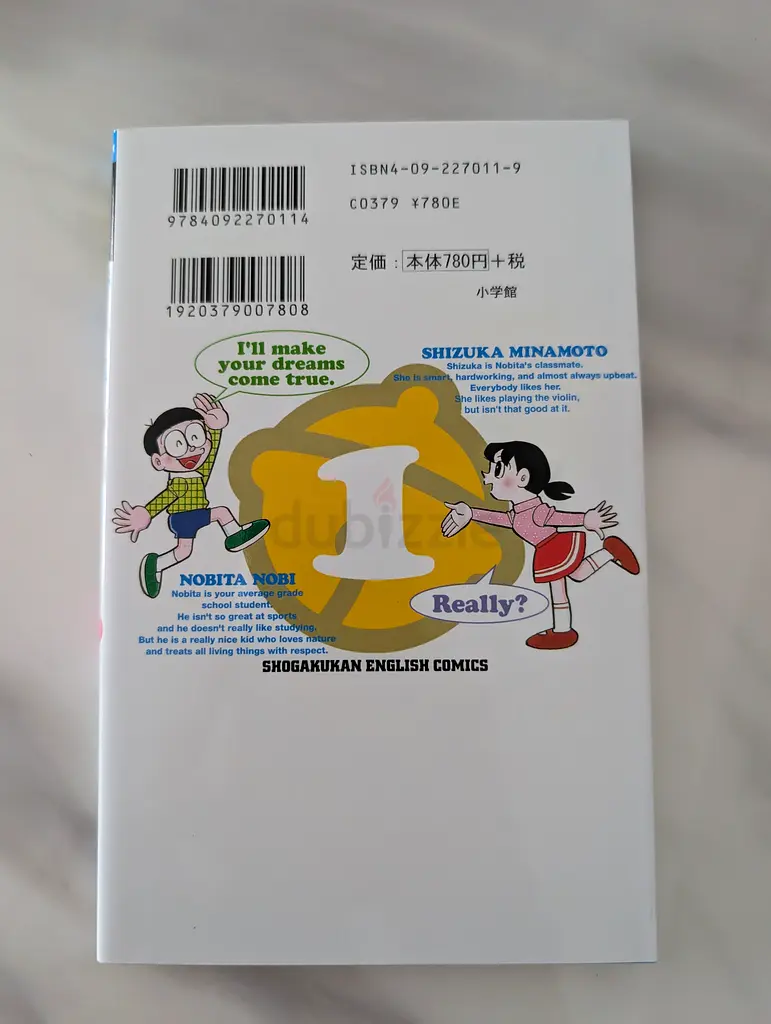 ISBN4-09-227011-9
9784092270114
C0379 ¥780E
定価：本体780円+税
1920379007808
小学館
I'll make
your dreams
come true.
SHIZUKA MINAMOTO
Shizuka is Nobita's classmate.
She is smart, hardworking, and almost always upbeat.
Everybody likes her.
She likes playing the violin,
but isn't that good at it.
1
dubizzle
Really?
NOBITA NOBI
Nobita is your average grade
school student.
He isn't so great at sports
and he doesn't really like studying.
But he is a really nice kid who loves nature
and treats all living things with respect.
SHOGAKUKAN ENGLISH COMICS